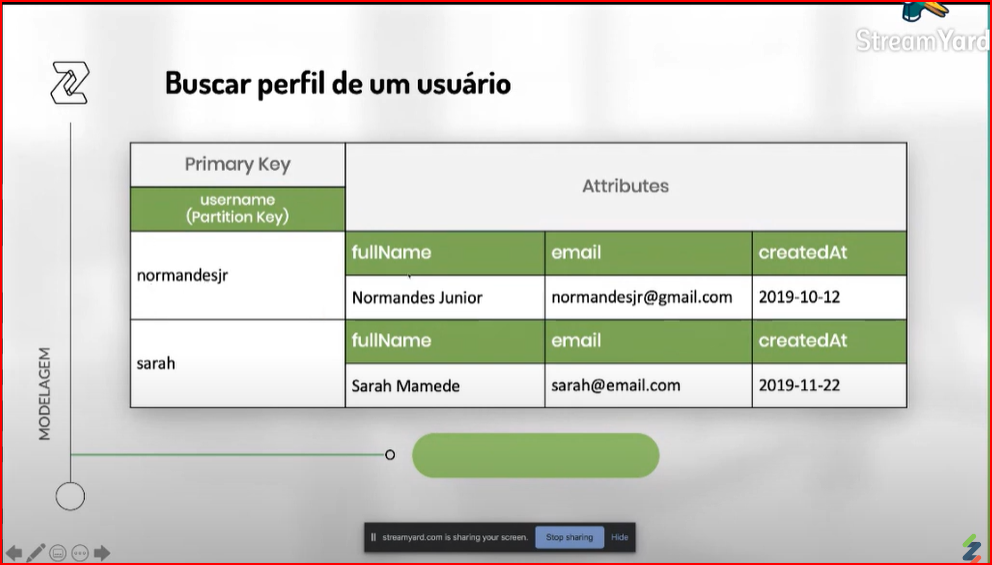 StreamYard
Buscar perfil de um usuário
Primary Key
Attributes
username
(Partition Key)
normandesjr
fullName
email
createdAt
Normandes Junior
normandesjr@gmail.com
2019-10-12
sarah
fullName
email
createdAt
Sarah Mamede
sarah@email.com
2019-11-22
MODELAGEM
streamyard.com is sharing your screen.
Stop sharing
Hide